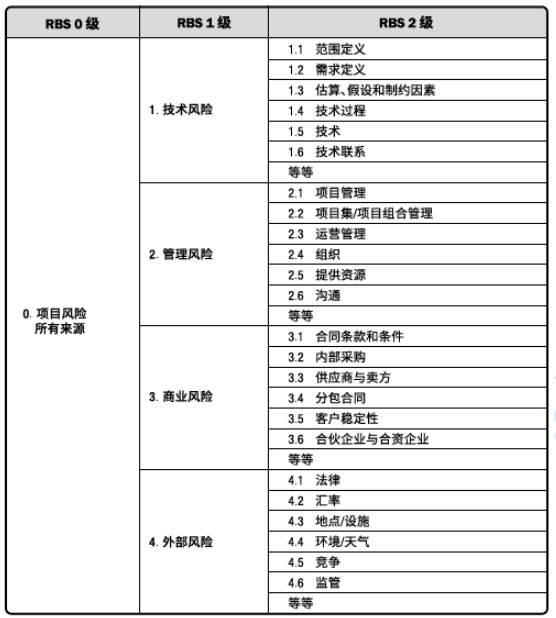 RBS 0 级 RBS 1 级 RBS 2 级
0. 项目风险
所有来源
1. 技术风险
1.1 范围定义
1.2 需求定义
1.3 估算、假设和制约因素
1.4 技术过程
1.5 技术
1.6 技术联系
等等
2. 管理风险
2.1 项目管理
2.2 项目集/项目组合管理
2.3 运营管理
2.4 组织
2.5 提供资源
2.6 沟通
等等
3. 商业风险
3.1 合同条款和条件
3.2 内部采购
3.3 供应商与卖方
3.4 分包合同
3.5 客户稳定性
3.6 合伙企业与合资企业
等等
4. 外部风险
4.1 法律
4.2 汇率
4.3 地点/设施
4.4 环境/天气
4.5 竞争
4.6 监管
等等